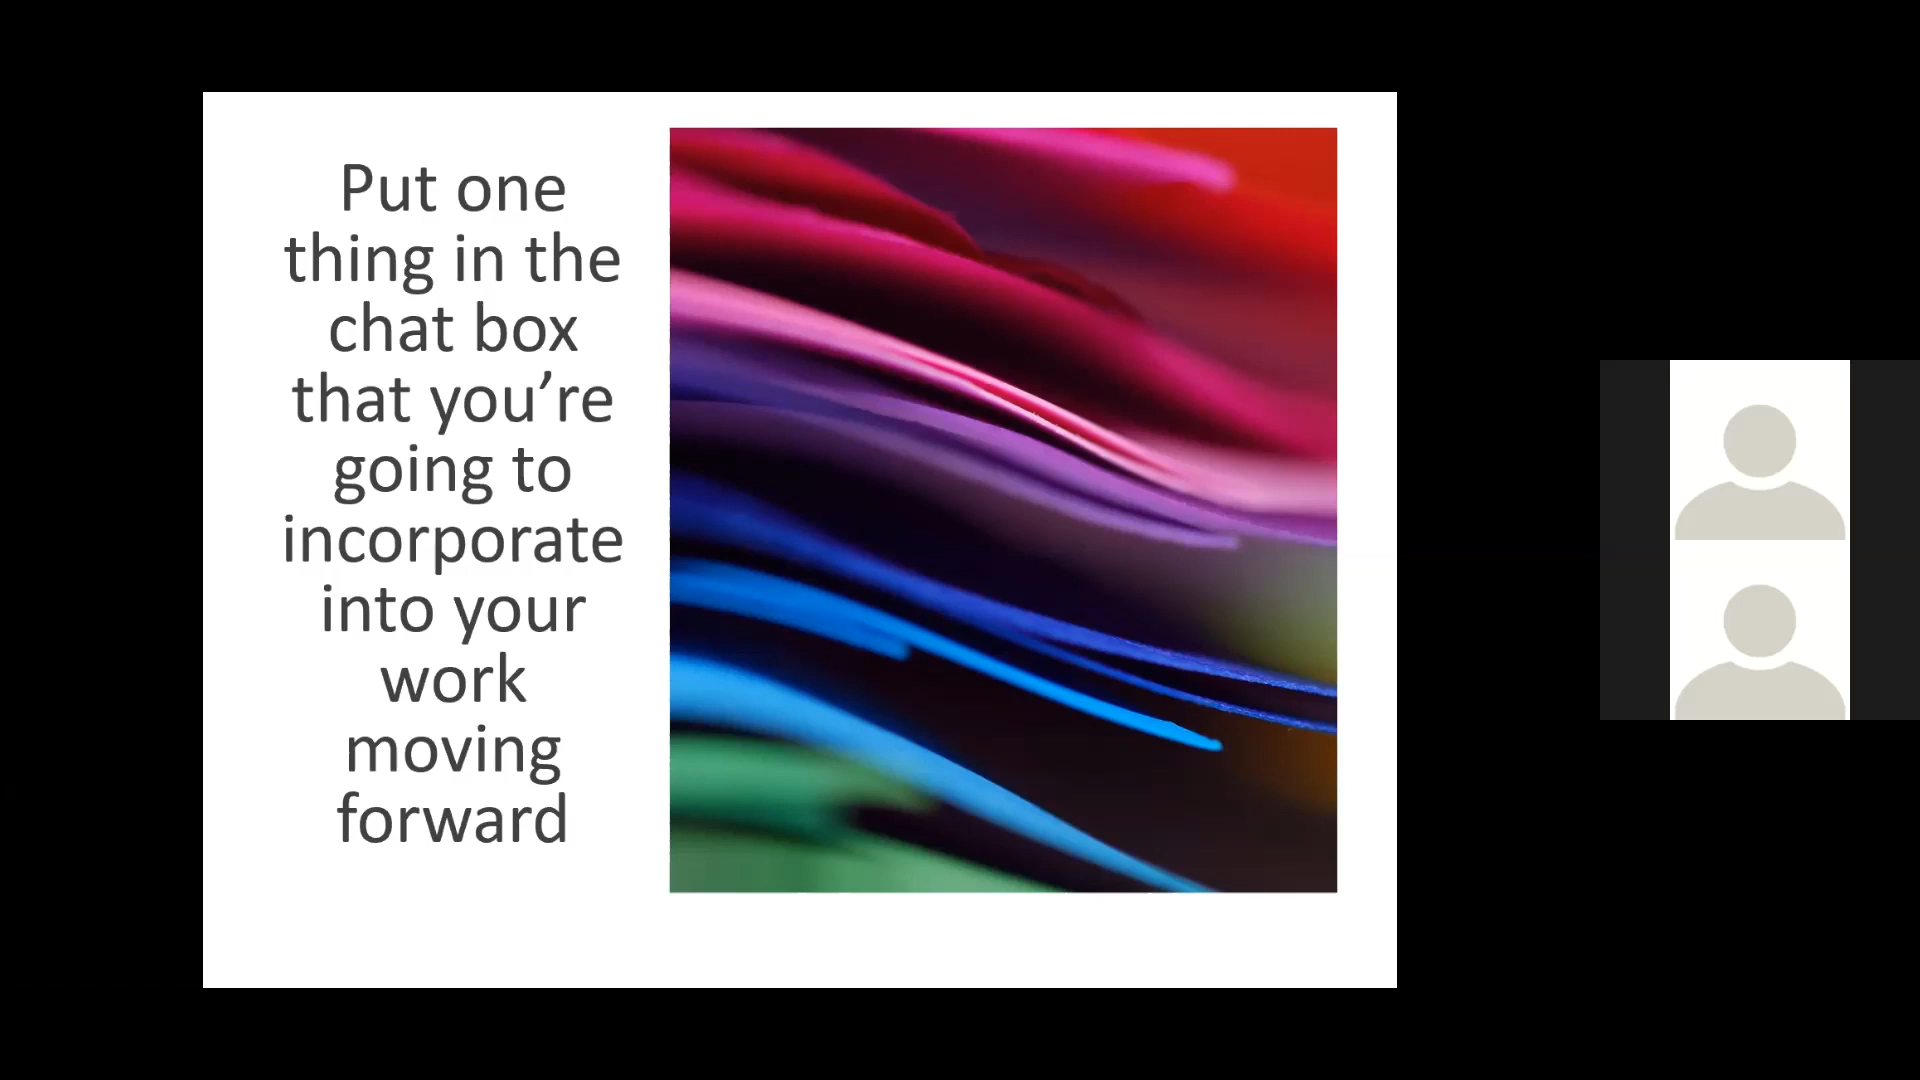 Put one
thing in the
chat box
that you’re
going to
incorporate
into your
work
moving
forward